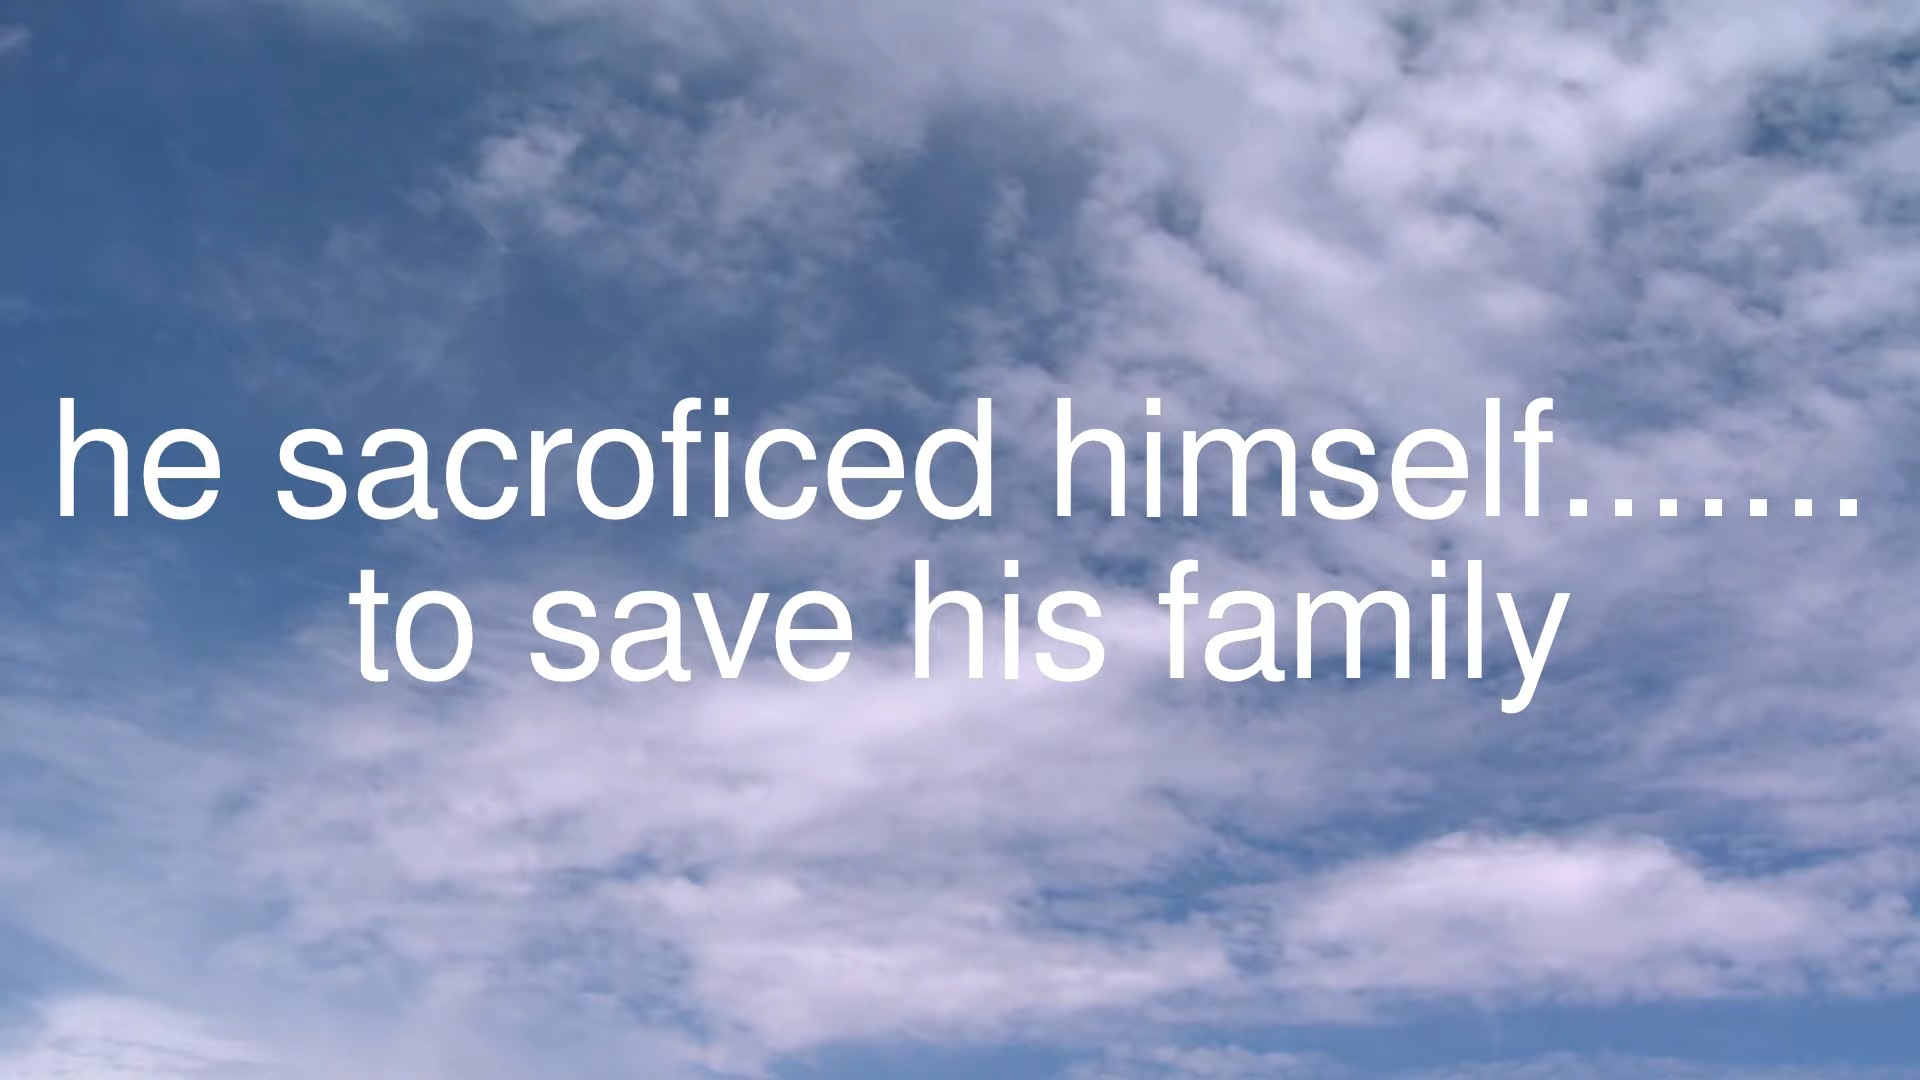 he sacroficed himself.......
to save his family